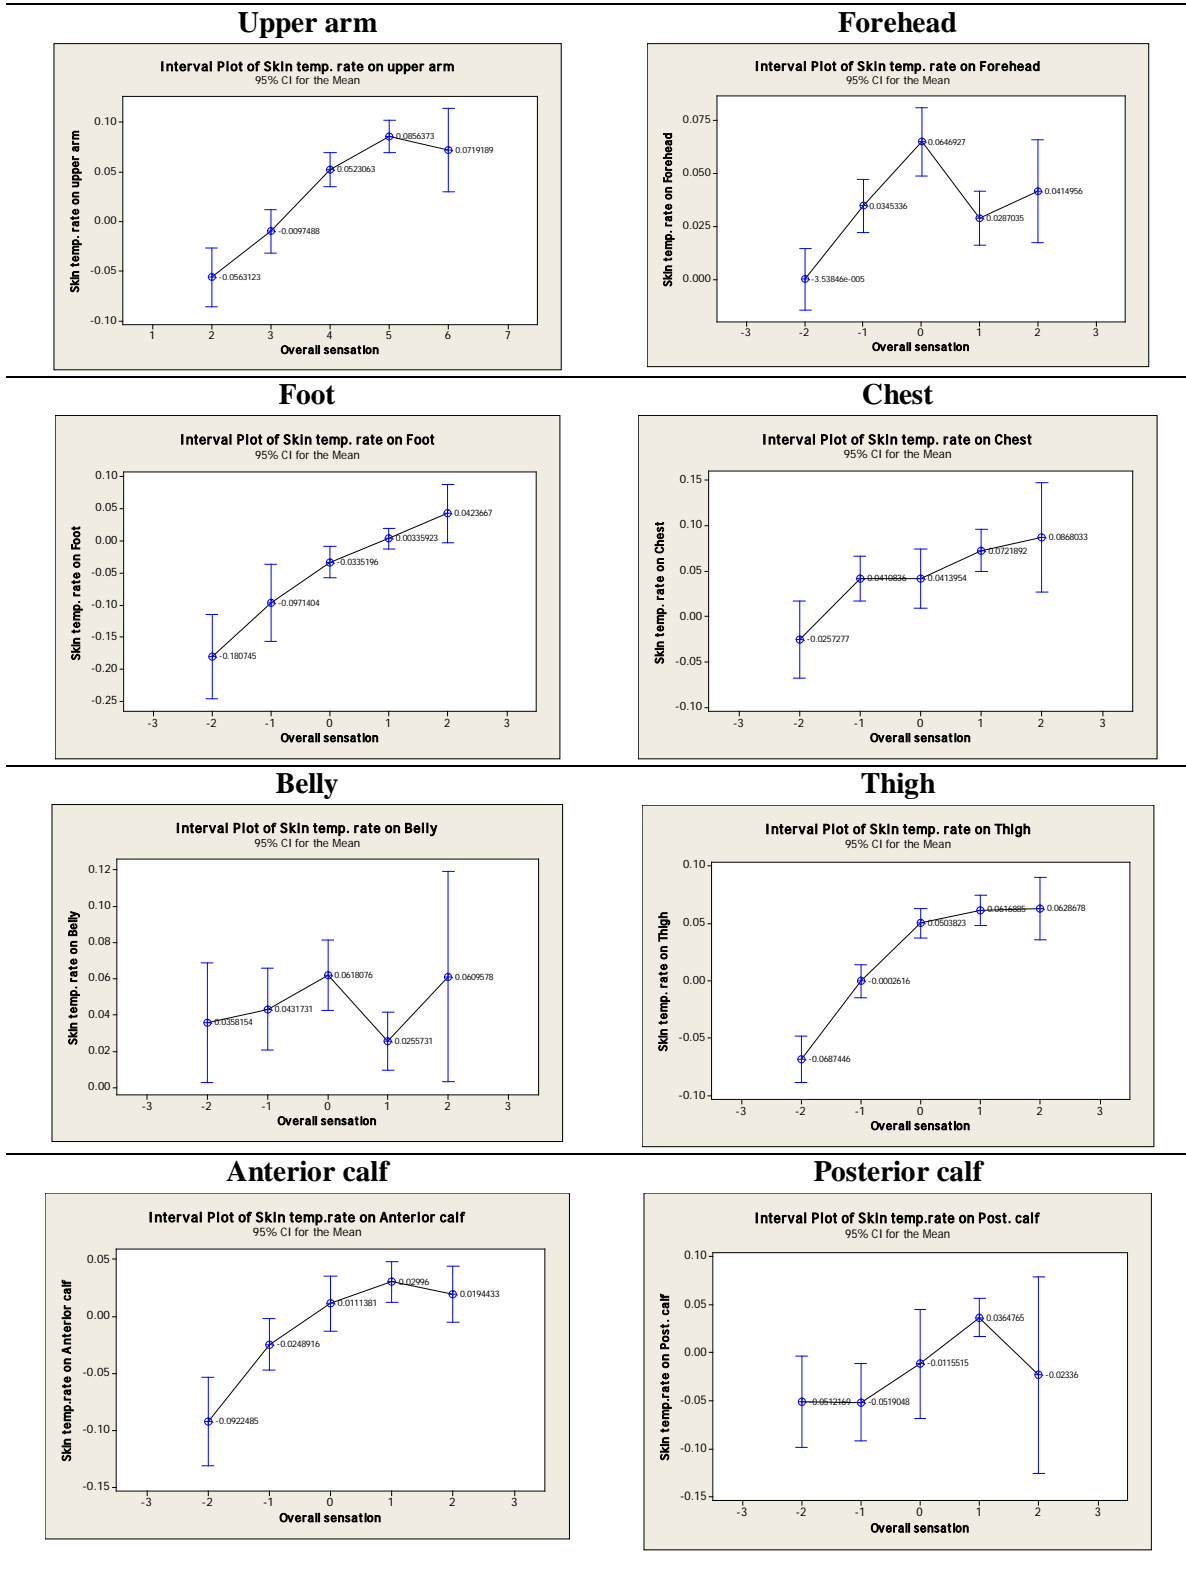 Upper arm
Interval Plot of Skin temp. rate on upper arm
95% CI for the Mean
Skin temp. rate on upper arm
0.10
0.05
0.00
-0.05
-0.10
-0.0563123
-0.0097488
0.0523063
0.0856373
0.0719189
1 2 3 4 5 6 7
Overall sensation
Forehead
Interval Plot of Skin temp. rate on Forehead
95% CI for the Mean
Skin temp. rate on Forehead
0.075
0.050
0.025
0.000
-3.53846e-005
0.0345336
0.0646927
0.0287035
0.0414956
-3 -2 -1 0 1 2 3
Overall sensation
Foot
Interval Plot of Skin temp. rate on Foot
95% CI for the Mean
Skin temp. rate on Foot
0.10
0.05
0.00
-0.05
-0.10
-0.15
-0.20
-0.25
-0.180745
-0.0971404
-0.0335196
0.00335923
0.0423667
-3 -2 -1 0 1 2 3
Overall sensation
Chest
Interval Plot of Skin temp. rate on Chest
95% CI for the Mean
Skin temp. rate on Chest
0.15
0.10
0.05
0.00
-0.05
-0.10
-0.0257277
0.0410836
0.0413954
0.0721892
0.0868033
-3 -2 -1 0 1 2 3
Overall sensation
Belly
Interval Plot of Skin temp. rate on Belly
95% CI for the Mean
Skin temp. rate on Belly
0.12
0.10
0.08
0.06
0.04
0.02
0.00
0.0358154
0.0431731
0.0618076
0.0255731
0.0609578
-3 -2 -1 0 1 2 3
Overall sensation
Thigh
Interval Plot of Skin temp. rate on Thigh
95% CI for the Mean
Skin temp. rate on Thigh
0.10
0.05
0.00
-0.05
-0.10
-0.0687446
-0.0002616
0.0503823
0.0616885
0.0628678
-3 -2 -1 0 1 2 3
Overall sensation
Anterior calf
Interval Plot of Skin temp.rate on Anterior calf
95% CI for the Mean
Skin temp.rate on Anterior calf
0.05
0.00
-0.05
-0.10
-0.15
-0.0922485
-0.0248916
0.0111381
0.02996
0.0194433
-3 -2 -1 0 1 2 3
Overall sensation
Posterior calf
Interval Plot of Skin temp.rate on Post. calf
95% CI for the Mean
Skin temp.rate on Post. calf
0.10
0.05
0.00
-0.05
-0.10
-0.15
-0.0512169
-0.0519048
-0.0115515
0.0364765
-0.02336
-3 -2 -1 0 1 2 3
Overall sensation